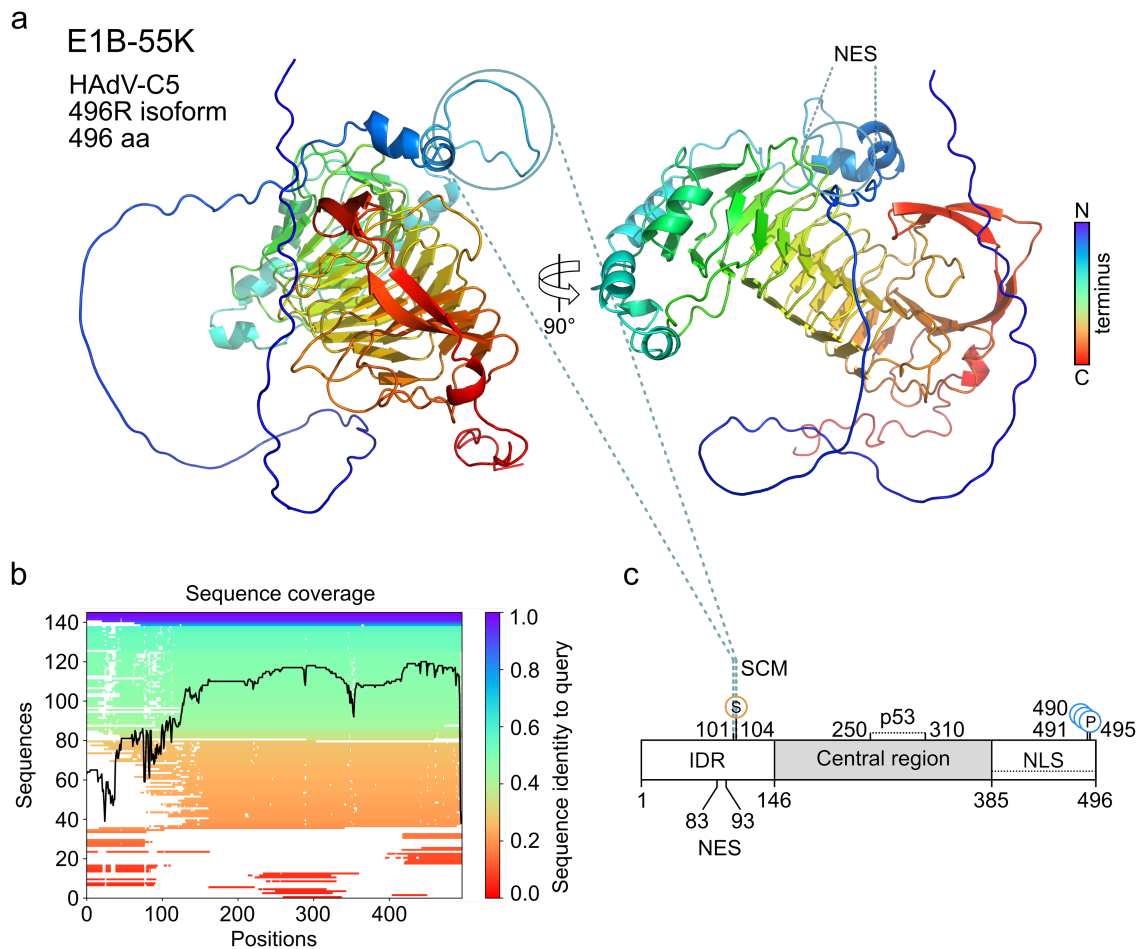 a
E1B-55K
HAdV-C5
496R isoform
496 aa
NES
90°
N
terminus
C
b
Sequence coverage
Sequences
140
120
100
80
60
40
20
0
0 100 200 300 400
Positions
1.0
0.8
0.6
0.4
0.2
0.0
Sequence identity to query
c
SCM
S
101 104
250 p53 310
490
491 P 495
IDR Central region NLS
1 146 385 496
83 93
NES